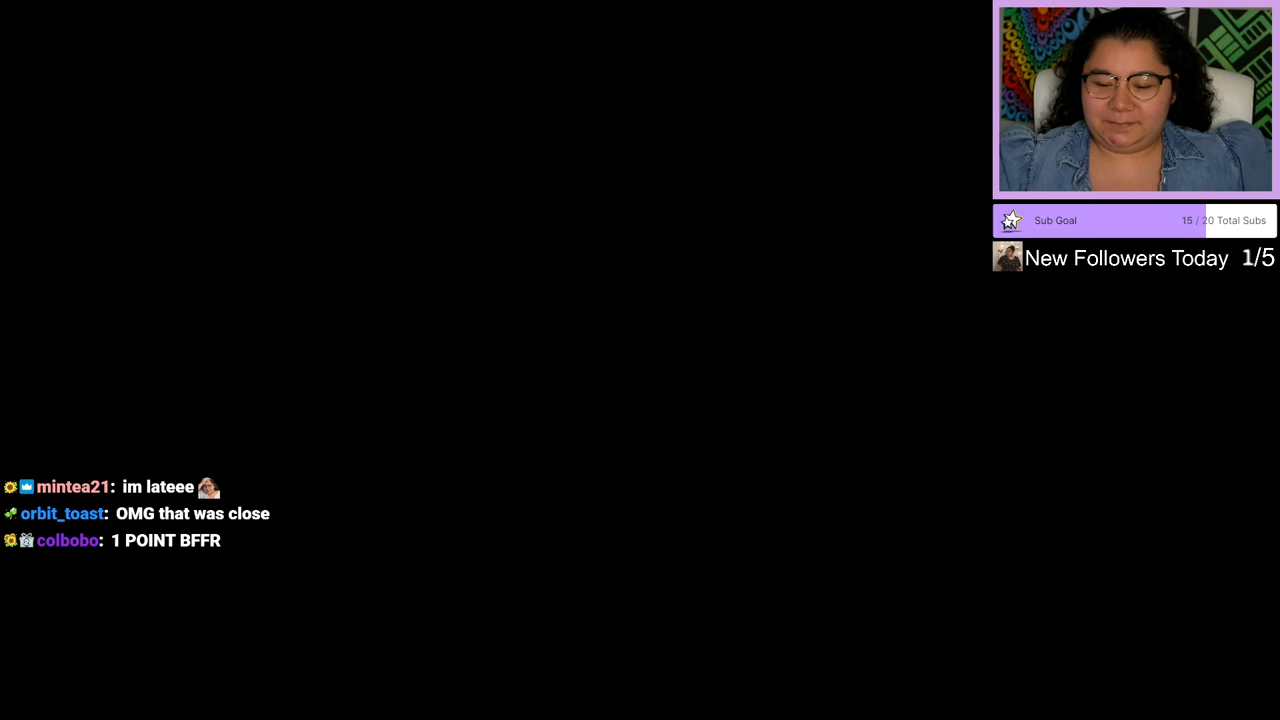 Sub Goal 15 / 20 Total Subs
New Followers Today 1/5
mintea21: im lateee
orbit_toast: OMG that was close
colbobo: 1 POINT BFFR